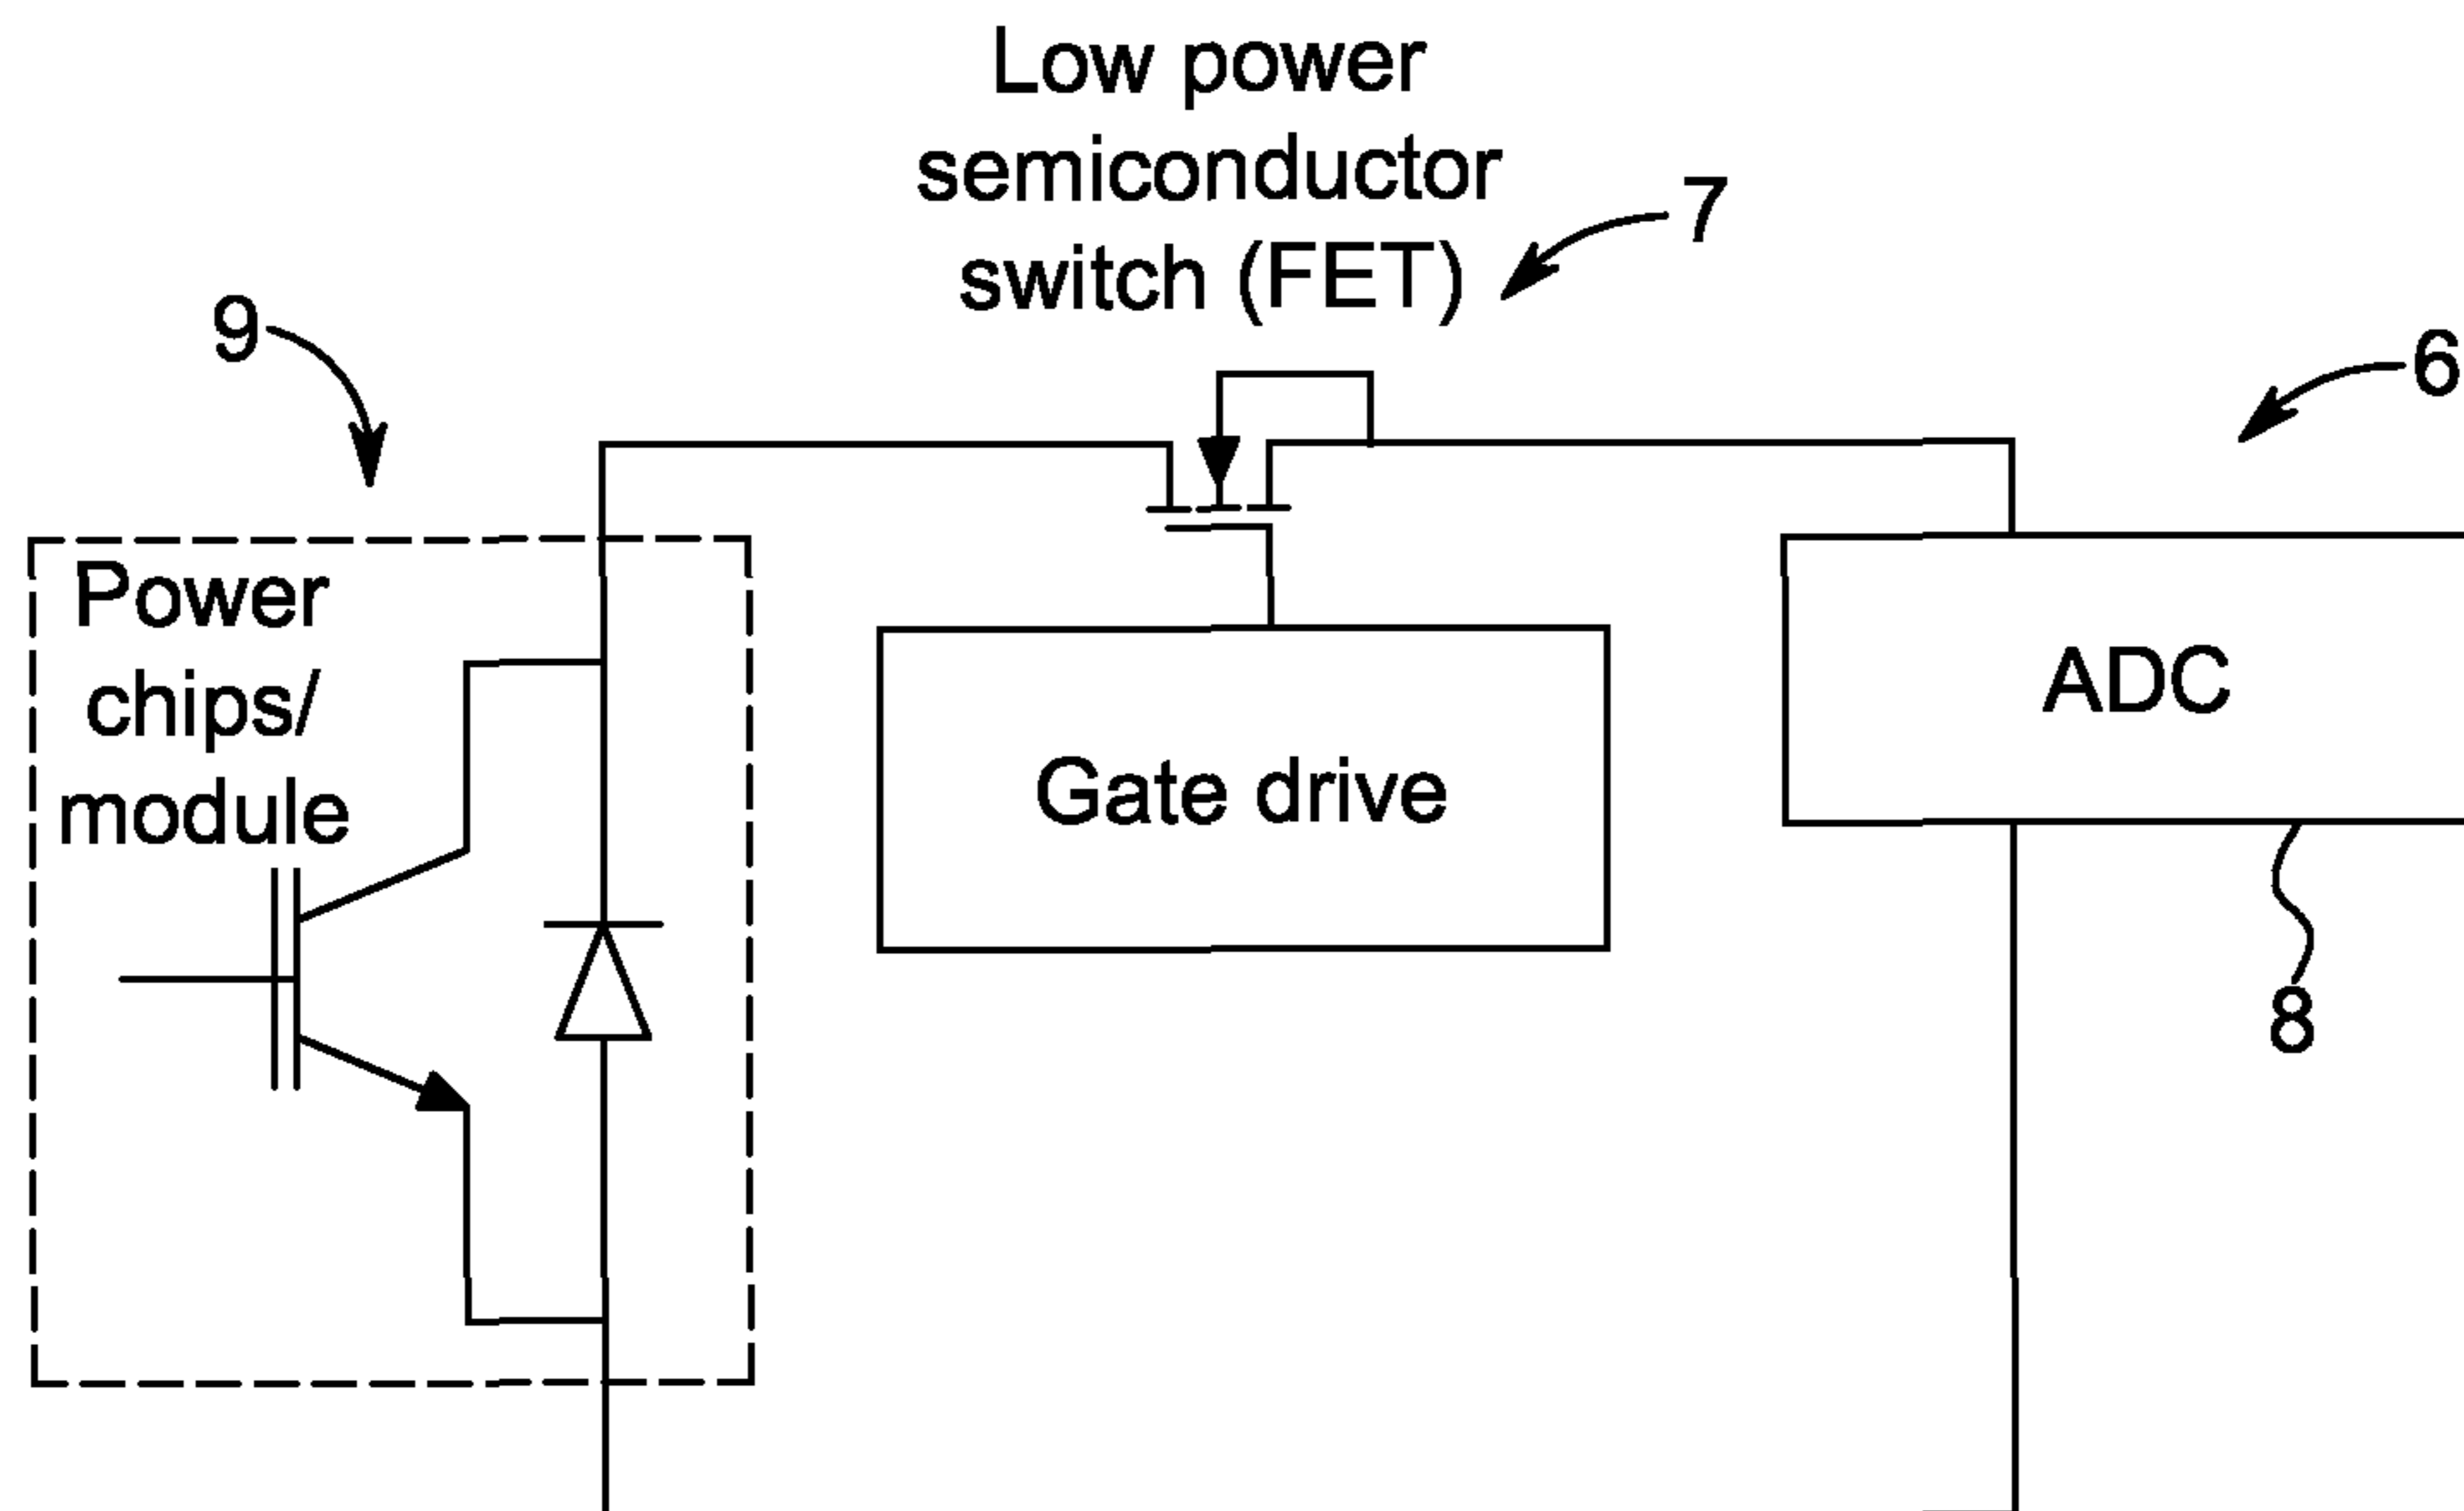 Low power
semiconductor
switch (FET)
7
9
6
Power
chips/
module
Gate drive
ADC
8